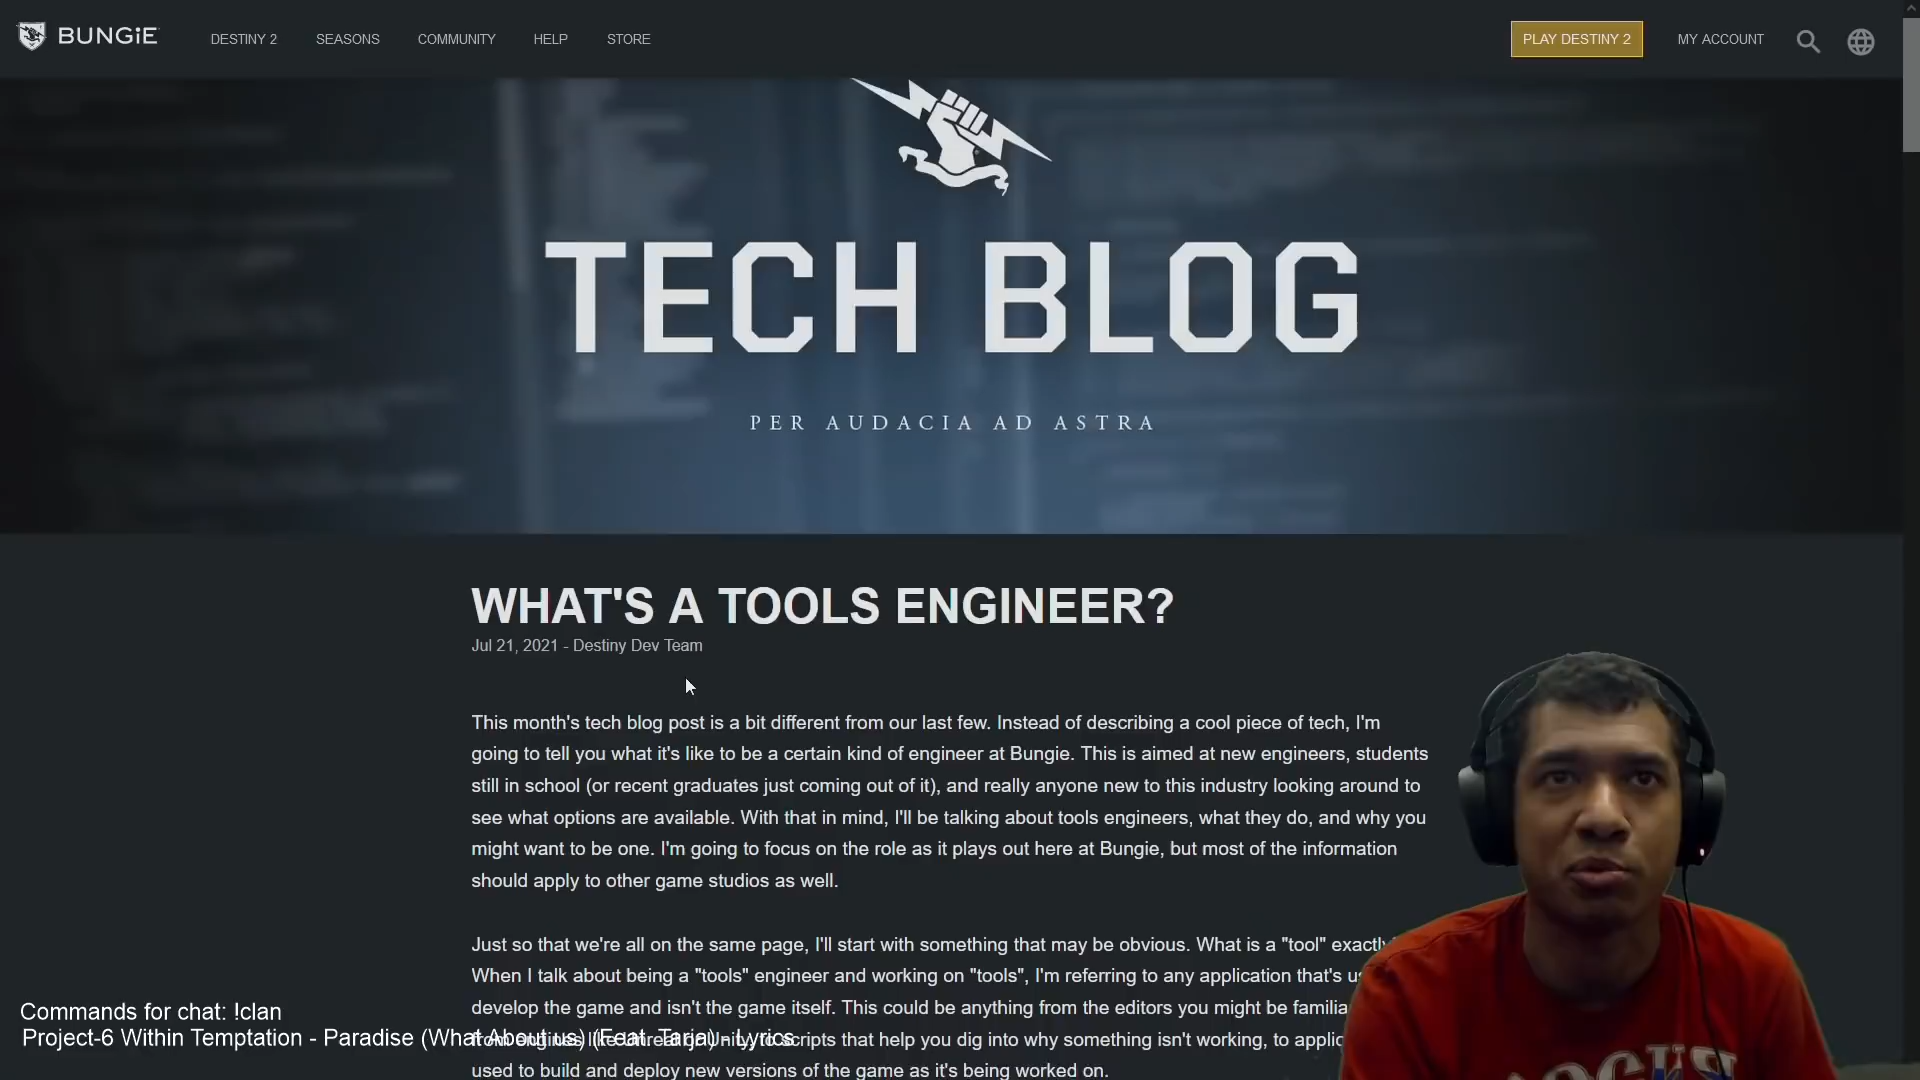 BUNGIE
DESTINY 2 SEASONS COMMUNITY HELP STORE
PLAY DESTINY 2 MY ACCOUNT
TECH BLOG
PER AUDACIA AD ASTRA
WHAT'S A TOOLS ENGINEER?
Jul 21, 2021 - Destiny Dev Team
This month's tech blog post is a bit different from our last few. Instead of describing a cool piece of tech, I'm
going to tell you what it's like to be a certain kind of engineer at Bungie. This is aimed at new engineers, students
still in school (or recent graduates just coming out of it), and really anyone new to this industry looking around to
see what options are available. With that in mind, I'll be talking about tools engineers, what they do, and why you
might want to be one. I'm going to focus on the role as it plays out here at Bungie, but most of the information
should apply to other game studios as well.
Just so that we're all on the same page, I'll start with something that may be obvious. What is a "tool" exactly
When I talk about being a "tools" engineer and working on "tools", I'm referring to any application that's
develop the game and isn't the game itself. This could be anything from the editors you might be
scripts that help you dig into why something isn't working, to
used to build and deploy new versions of the game as it's being worked on.
Commands for chat: !clan
Project-6 Within Temptation - Paradise (What About us) (Feat. Tarja) - Lyrics